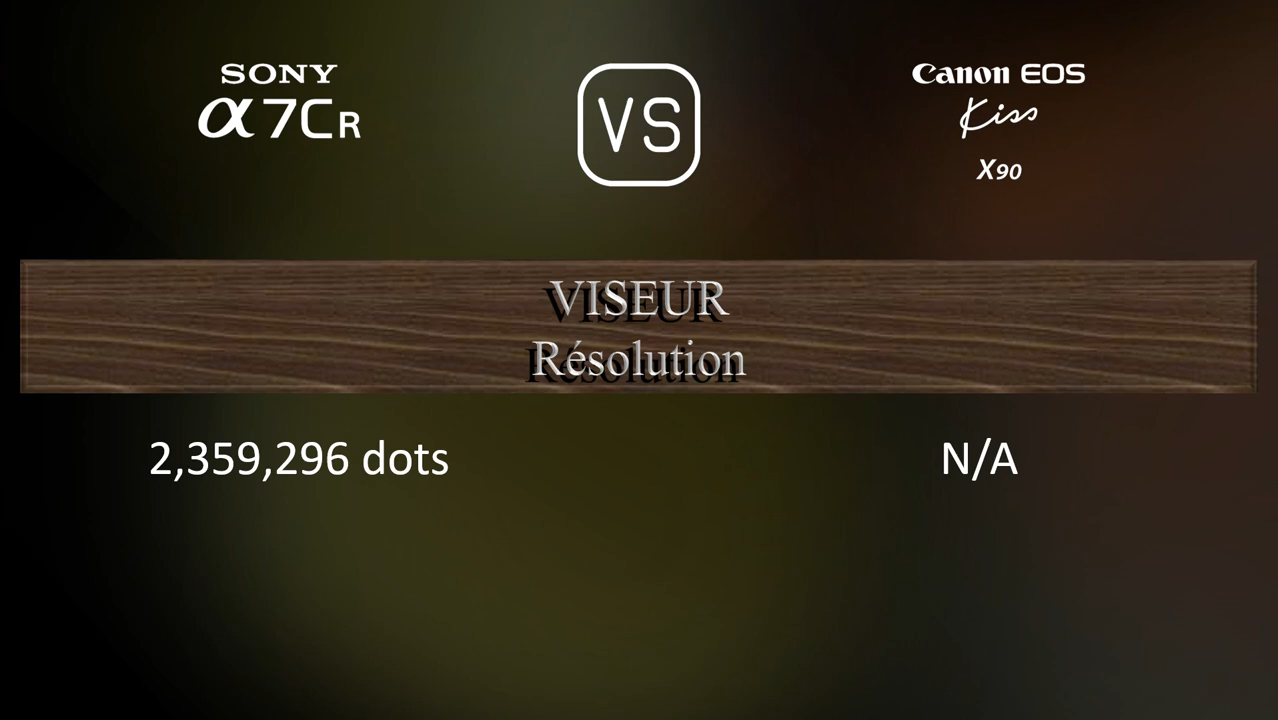 SONY
α7CR
VS
Canon EOS
Kiss
X90
VISEUR
Résolution
2,359,296 dots
N/A